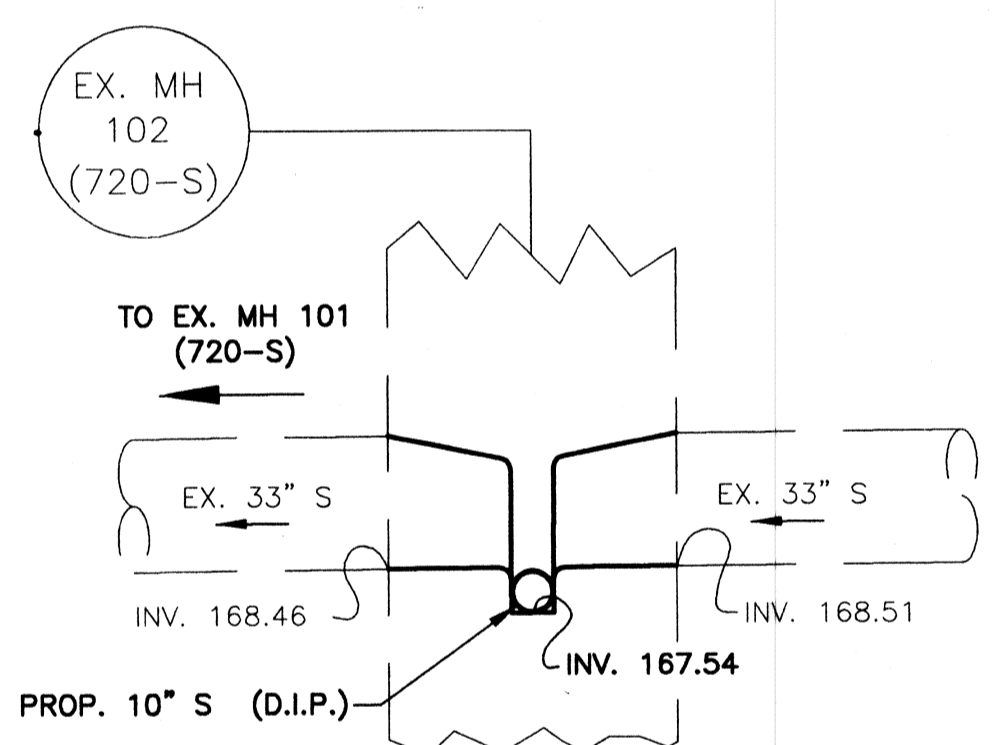 EX. MH
102
(720-S)
TO EX. MH 101
(720-S)
EX. 33" S
EX. 33" S
INV. 168.46
INV. 168.51
INV. 167.54
PROP. 10" S (D.I.P.)